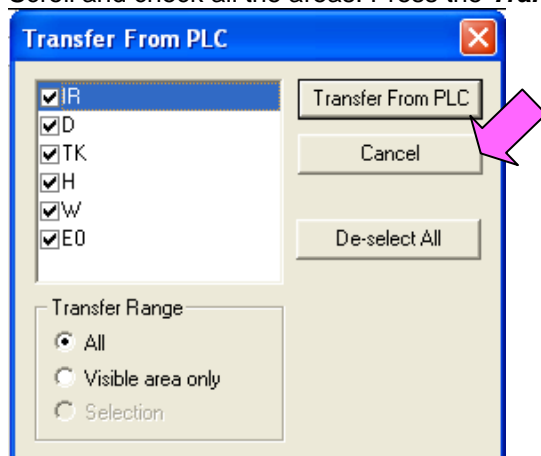 Scroll and check all the areas. Press the
Transfer From PLC
IR
D
TK
H
W
E0
Transfer From PLC
Cancel
De-select All
Transfer Range
All
Visible area only
Selection